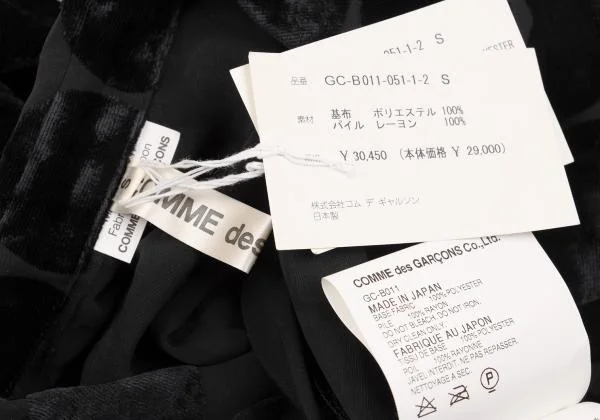 051-1-2 S
YESTER
品番 GC-B011-051-1-2 S
素材 基布 ポリエステル 100%
パイル レーヨン 100%
¥ 30,450 (本体価格 ¥ 29,000)
株式会社コム デ ギャルソン
日本製
COMME des
COMME
COMME des GARÇONS Co., Ltd.
GC-B011
MADE IN JAPAN
BASE FABRIC 100% POLYESTER
PILE 100% RAYON
DO NOT BLEACH. DO NOT IRON.
DRY CLEAN ONLY.
FABRIQUE AU JAPON
TISSU DE BASE 100% POLYESTER
POIL 100% RAYONNE
JAVEL INTERDIT. NE PAS REPASSER.
NETTOYAGE A SEC.
P